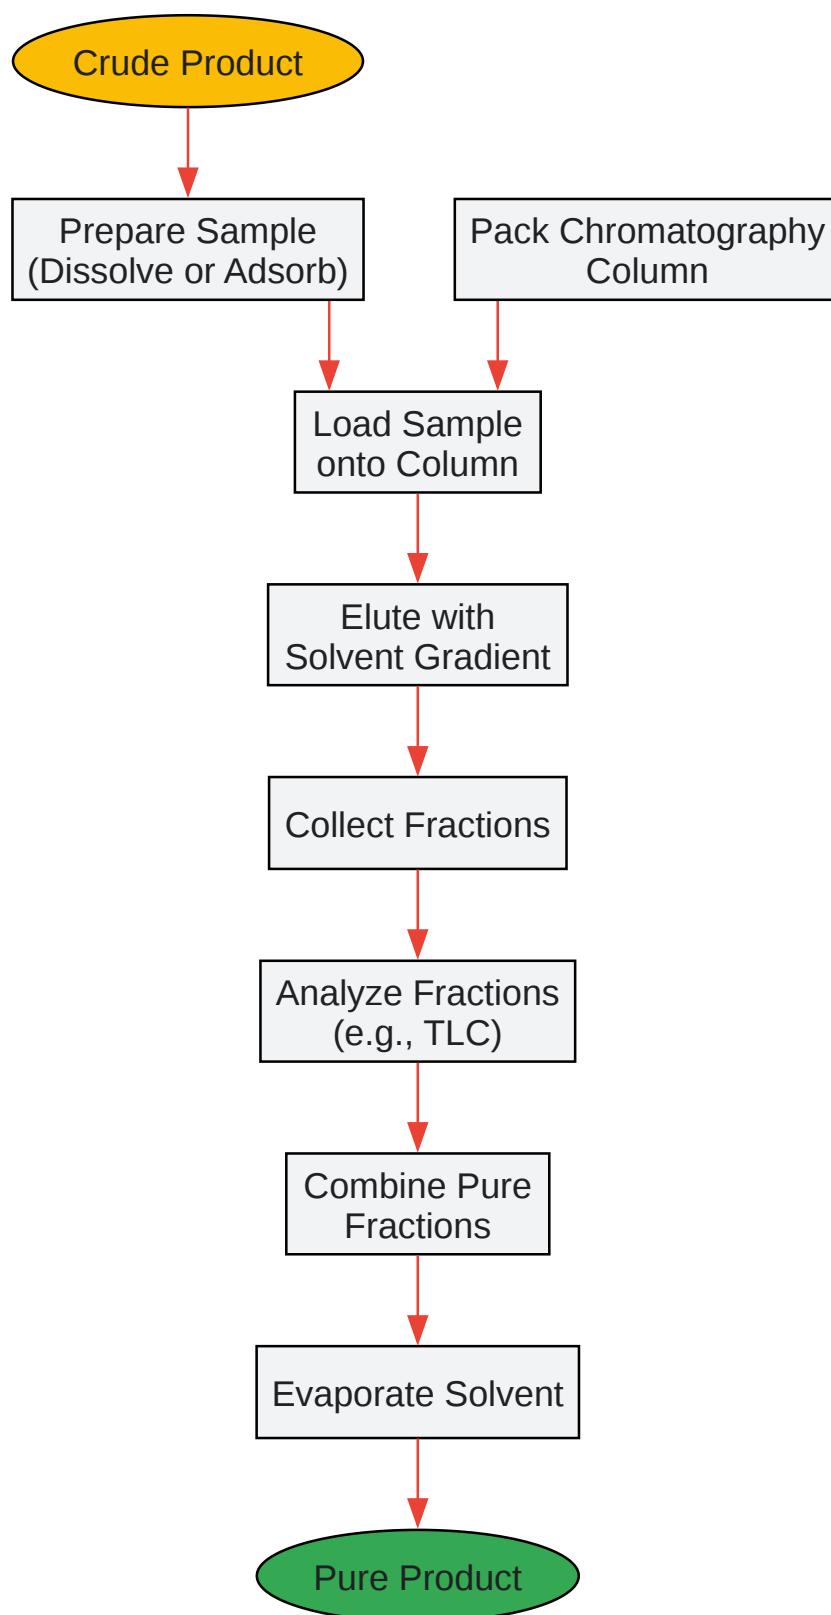 Crude Product
Prepare Sample
(Dissolve or Adsorb)
Pack Chromatography
Column
Load Sample
onto Column
Elute with
Solvent Gradient
Collect Fractions
Analyze Fractions
(e.g., TLC)
Combine Pure
Fractions
Evaporate Solvent
Pure Product